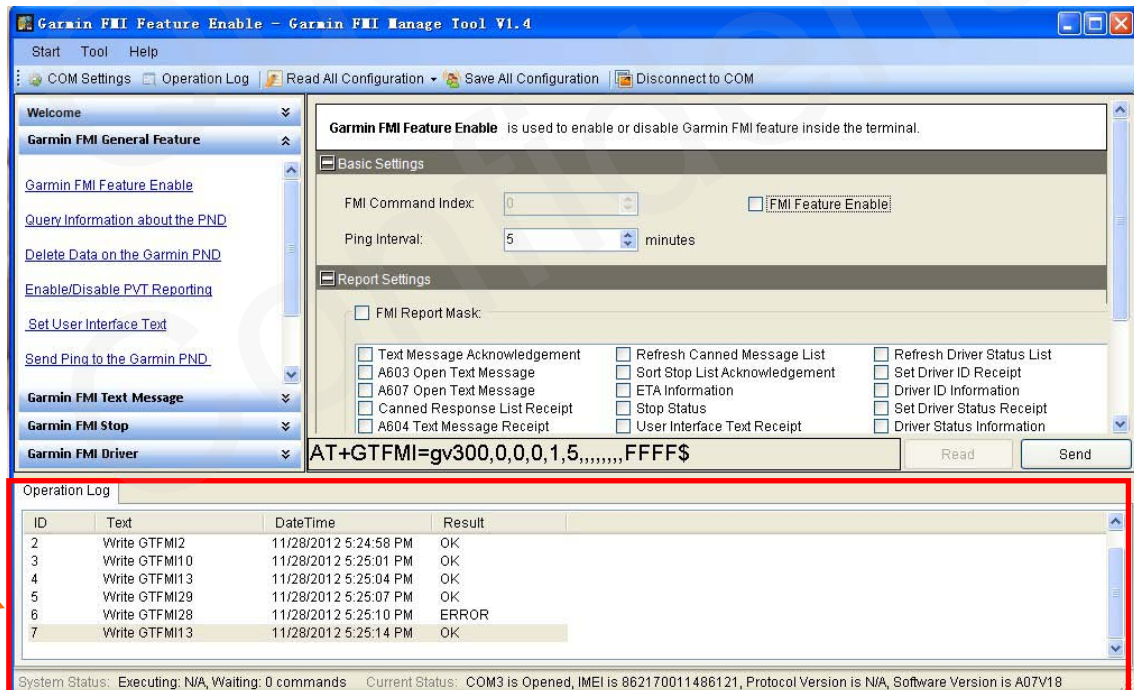 Garmin FMI Feature Enable - Garmin FMI Manage Tool V1.4
Start Tool Help
COM Settings Operation Log Read All Configuration Save All Configuration Disconnect to COM
Welcome
Garmin FMI General Feature
Garmin FMI Feature Enable
Query Information about the PND
Delete Data on the Garmin PND
Enable/Disable PVT Reporting
Set User Interface Text
Send Ping to the Garmin PND
Garmin FMI Text Message
Garmin FMI Stop
Garmin FMI Driver
Garmin FMI Feature Enable is used to enable or disable Garmin FMI feature inside the terminal.
Basic Settings
FMI Command Index: 0 FMI Feature Enable
Ping Interval: 5 minutes
Report Settings
FMI Report Mask:
Text Message Acknowledgement Refresh Canned Message List Refresh Driver Status List
A603 Open Text Message Sort Stop List Acknowledgement Set Driver ID Receipt
A607 Open Text Message ETA Information Driver ID Information
Canned Response List Receipt Stop Status Set Driver Status Receipt
A604 Text Message Receipt User Interface Text Receipt Driver Status Information
AT+GTFMI=gv300,0,0,0,1,5,,,,,,,,FFFF$ Read Send
Operation Log
ID Text DateTime Result
2 Write GTFMI2 11/28/2012 5:24:58 PM OK
3 Write GTFMI10 11/28/2012 5:25:01 PM OK
4 Write GTFMI13 11/28/2012 5:25:04 PM OK
5 Write GTFMI29 11/28/2012 5:25:07 PM OK
6 Write GTFMI28 11/28/2012 5:25:10 PM ERROR
7 Write GTFMI13 11/28/2012 5:25:14 PM OK
System Status: Executing: N/A, Waiting: 0 commands Current Status: COM3 is Opened, IMEI is 862170011486121, Protocol Version is N/A, Software Version is A07V18